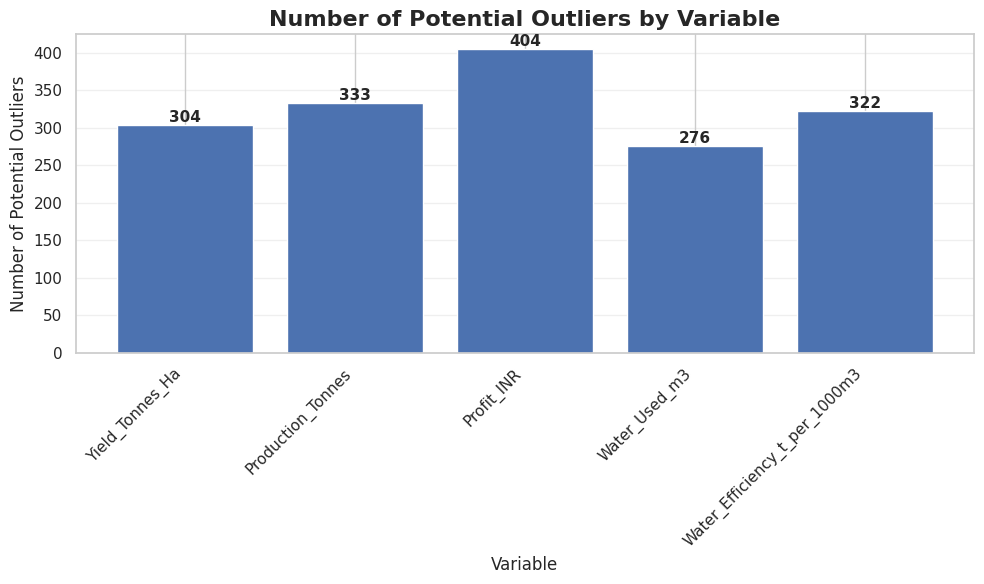 Number of Potential Outliers by Variable
Number of Potential Outliers
400
350
300
250
200
150
100
50
0
304
333
404
276
322
Yield_Tonnes_Ha
Production_Tonnes
Profit_INR
Water_Used_m3
Water_Efficiency_t_per_1000m3
Variable